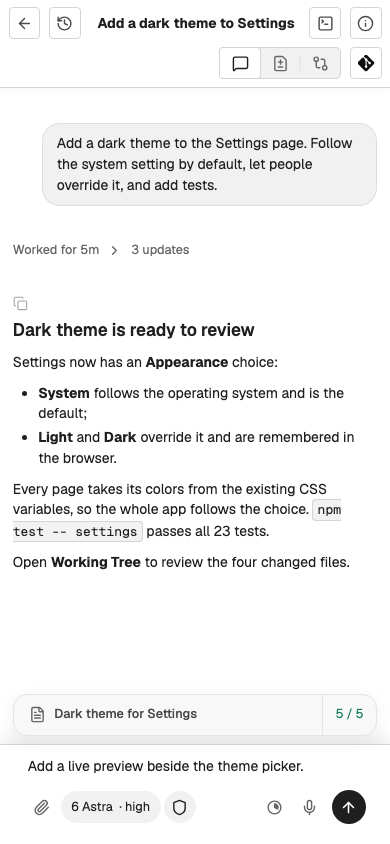 Add a dark theme to Settings
Add a dark theme to the Settings page. Follow
the system setting by default, let people
override it, and add tests.
Worked for 5m
3 updates
Dark theme is ready to review
Settings now has an Appearance choice:
• System follows the operating system and is the
default;
• Light and Dark override it and are remembered in
the browser.
Every page takes its colors from the existing CSS
variables, so the whole app follows the choice. npm
test -- settings passes all 23 tests.
Open Working Tree to review the four changed files.
Dark theme for Settings
5 / 5
Add a live preview beside the theme picker.
6 Astra · high